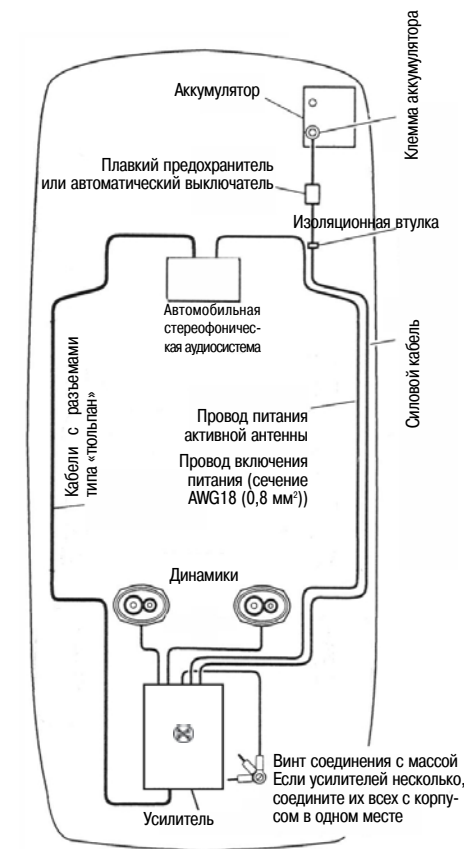 Аккумулятор
Клемма аккумулятора
Плавкий предохранитель
или автоматический выключатель
Изоляционная втулка
Автомобильная
стереофоничес-
кая аудиосистема
Силовой кабель
Кабели с разъемами
типа «тюльпан»
Провод питания
активной антенны
Провод включения
питания (сечение
AWG18 (0,8 мм²))
Динамики
Винт соединения с массой
Если усилителей несколько,
соедините их всех с корпу-
сом в одном месте
Усилитель